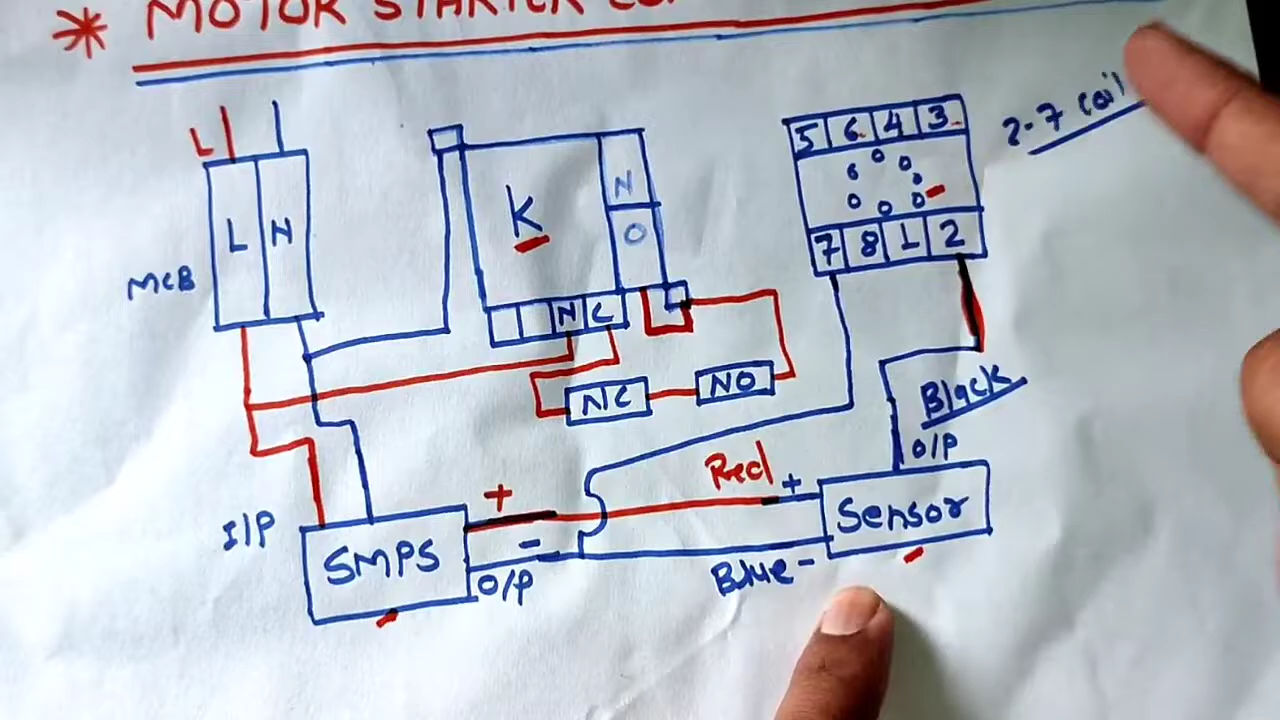 * MOTOR STARTER
L
L N
MCB
K
N
O
N C
NC
NO
5 6 4 3
7 8 1 2
2-7 coil
Black
O/P
Red
+
+
Sensor
I/P
SMPS
-
O/P
Blue -